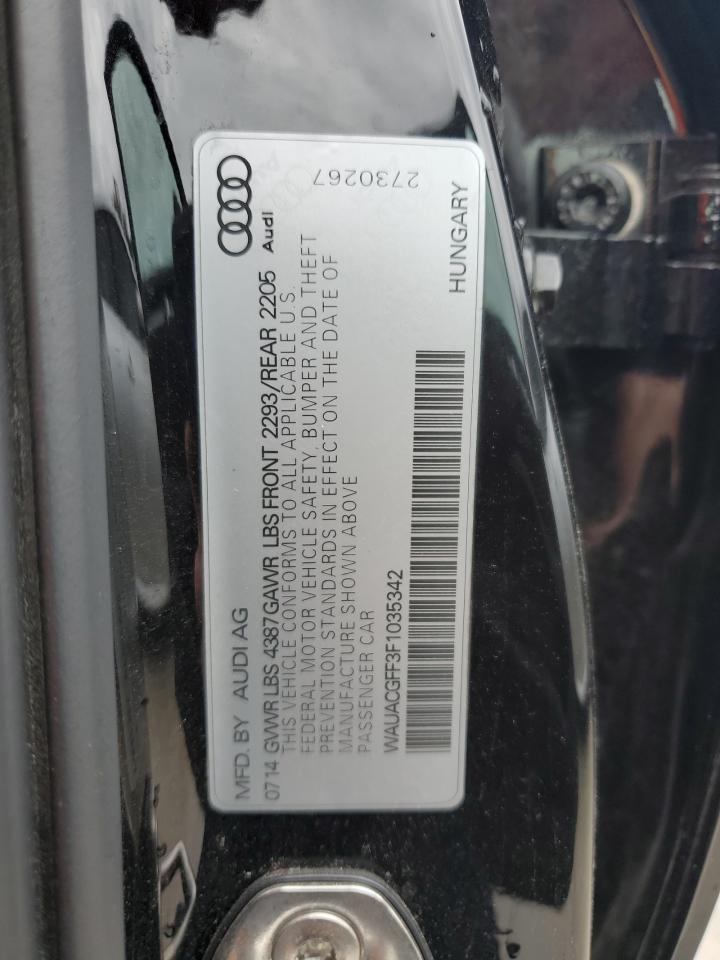 Audi
MFD. BY AUDI AG
0714 GVWR LBS 4387 GAWR LBS FRONT 2293/REAR 2205
THIS VEHICLE CONFORMS TO ALL APPLICABLE U.S.
FEDERAL MOTOR VEHICLE SAFETY, BUMPER AND THEFT
PREVENTION STANDARDS IN EFFECT ON THE DATE OF
MANUFACTURE SHOWN ABOVE
PASSENGER CAR
WAUACGFF3F1035342
2730267
HUNGARY